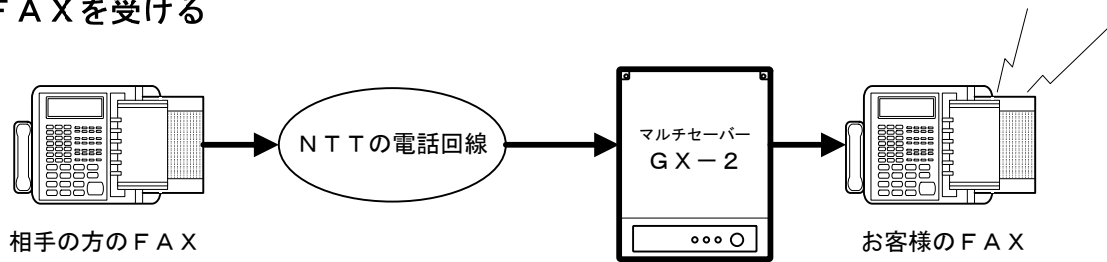 FAXを受ける
NTTの電話回線
マルチセーバー
GX-2
相手の方のFAX
お客様のFAX